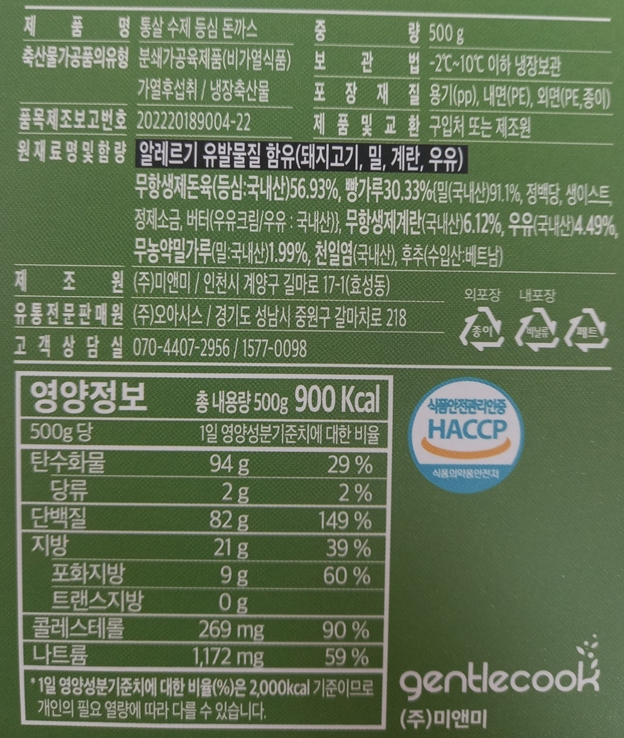 제 품 명 통살 수제 등심 돈까스 중 량 500 g
축산물가공품의유형 분쇄가공육제품(비가열식품) 보 관 법 -2℃~10℃ 이하 냉장보관
가열후섭취 / 냉장축산물 포 장 재 질 용기(pp), 내면(PE), 외면(PE,종이)
품목제조보고번호 202220189004-22 제 품 및 교 환 구입처 또는 제조원
원재료명및함량 알레르기 유발물질 함유(돼지고기, 밀, 계란, 우유)
무항생제돈육(등심:국내산)56.93%, 빵가루30.33%{밀(국내산)91.1%, 정백당, 생이스트,
정제소금, 버터(우유크림/우유 : 국내산)}, 무항생제계란(국내산)6.12%, 우유(국내산)4.49%,
무농약밀가루(밀:국내산)1.99%, 천일염(국내산), 후추(수입산:베트남)
제 조 원 (주)미앤미 / 인천시 계양구 길마로 17-1(효성동)
유통전문판매원 (주)오아시스 / 경기도 성남시 중원구 갈마치로 218
고 객 상 담 실 070-4407-2956 / 1577-0098
외포장 내포장
종이 비닐류 페트
영양정보 총 내용량 500g 900 Kcal
500g 당 1일 영양성분기준치에 대한 비율
탄수화물 94 g 29 %
당류 2 g 2 %
단백질 82 g 149 %
지방 21 g 39 %
포화지방 9 g 60 %
트랜스지방 0 g
콜레스테롤 269 mg 90 %
나트륨 1,172 mg 59 %
* 1일 영양성분기준치에 대한 비율(%)은 2,000kcal 기준이므로
개인의 필요 열량에 따라 다를 수 있습니다.
식품안전관리인증
HACCP
식품의약품안전처
gentlecook
(주)미앤미